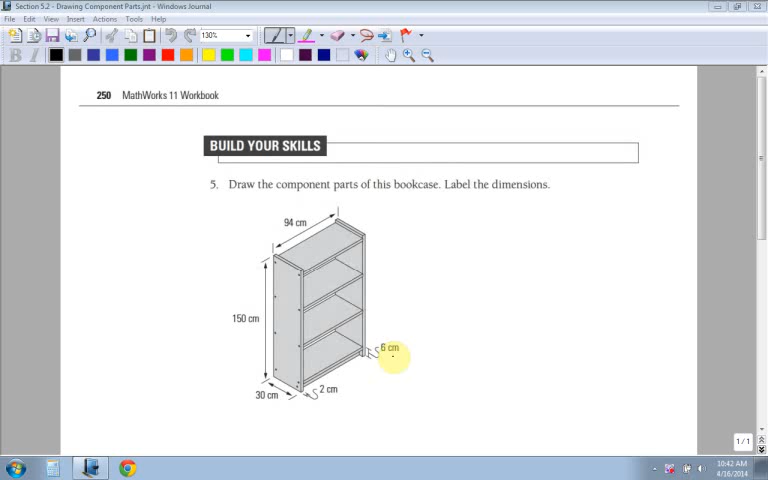 Section 5.2 - Drawing Component Parts.jnt - Windows Journal
File Edit View Insert Actions Tools Help
130%
B I
250 MathWorks 11 Workbook
BUILD YOUR SKILLS
5. Draw the component parts of this bookcase. Label the dimensions.
94 cm
150 cm
6 cm
30 cm
2 cm
1 / 1
10:42 AM
4/16/2014